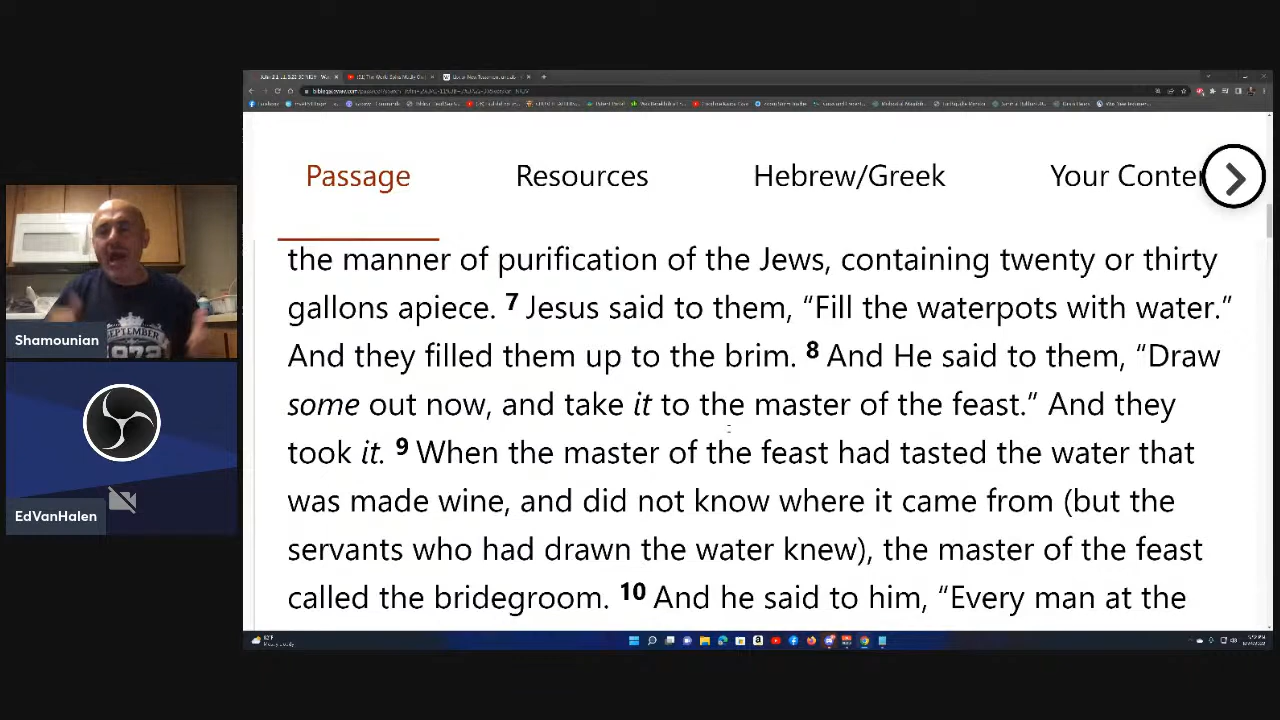 Passage
Resources
Hebrew/Greek
Your Conte
the manner of purification of the Jews, containing twenty or thirty
gallons apiece. 7 Jesus said to them, “Fill the waterpots with water.”
And they filled them up to the brim. 8 And He said to them, “Draw
some out now, and take it to the master of the feast.” And they
took it. 9 When the master of the feast had tasted the water that
was made wine, and did not know where it came from (but the
servants who had drawn the water knew), the master of the feast
called the bridegroom. 10 And he said to him, “Every man at the
SEPTEMBER
1972
Shamounian
EdVanHalen